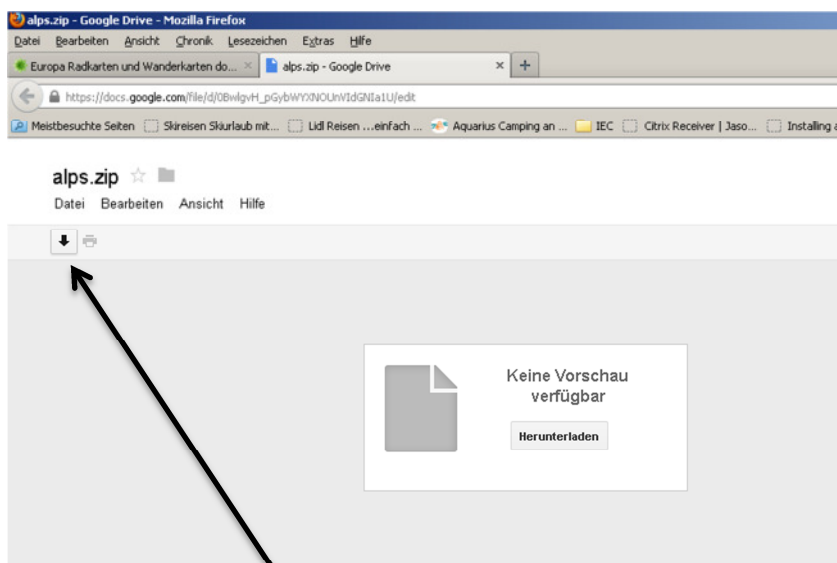 alps.zip - Google Drive - Mozilla Firefox
Datei Bearbeiten Ansicht Chronik Lesezeichen Extras Hilfe
Europa Radkarten und Wanderkarten do... × alps.zip - Google Drive × +
https://docs.google.com/file/d/0BwlgvH_pGybWYXNOUnVIdGNIa1U/edit
Meistbesuchte Seiten Skireisen Skiurlaub mit... Lidl Reisen ...einfach ... Aquarius Camping an ... IEC Citrix Receiver | Jaso... Installing a
alps.zip
Datei Bearbeiten Ansicht Hilfe
Keine Vorschau
verfügbar
Herunterladen